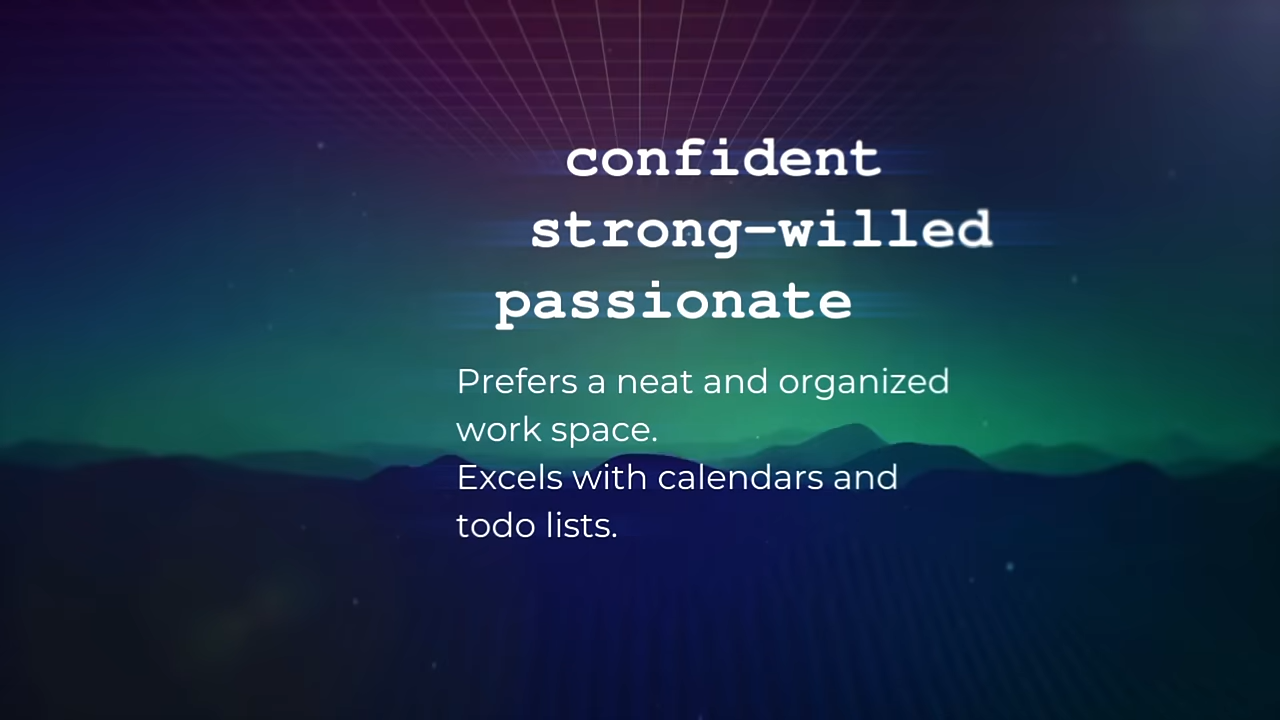 confident
strong-willed
passionate
Prefers a neat and organized
work space.
Excels with calendars and
todo lists.